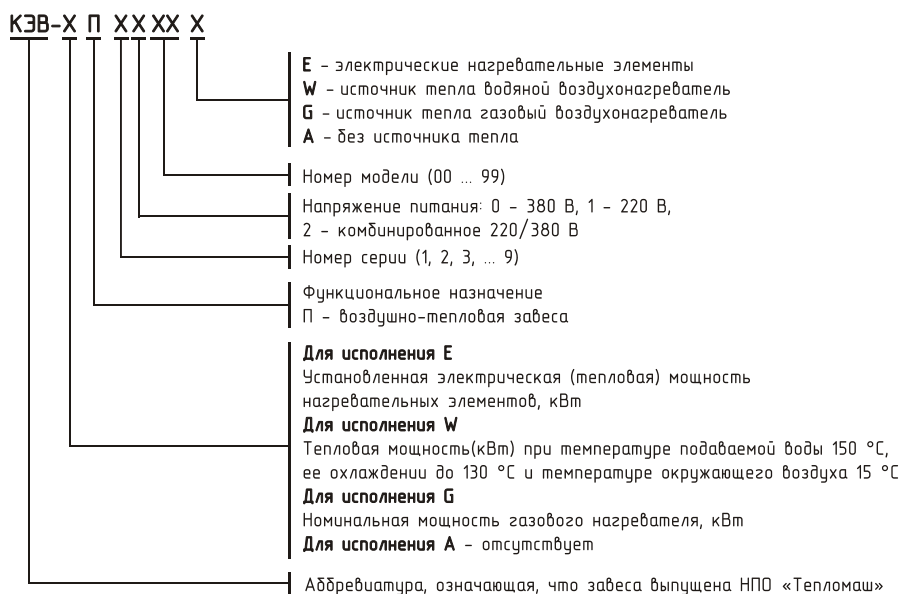 КЭВ-Х П Х Х ХХ Х
E - электрические нагревательные элементы
W - источник тепла водяной воздухонагреватель
G - источник тепла газовый воздухонагреватель
A - без источника тепла
Номер модели (00 ... 99)
Напряжение питания: 0 - 380 В, 1 - 220 В,
2 - комбинированное 220/380 В
Номер серии (1, 2, 3, ... 9)
Функциональное назначение
П - воздушно-тепловая завеса
Для исполнения E
Установленная электрическая (тепловая) мощность
нагревательных элементов, кВт
Для исполнения W
Тепловая мощность(кВт) при температуре подаваемой воды 150 °С,
ее охлаждении до 130 °С и температуре окружающего воздуха 15 °С
Для исполнения G
Номинальная мощность газового нагревателя, кВт
Для исполнения A - отсутствует
Аббревиатура, означающая, что завеса выпущена НПО «Тепломаш»